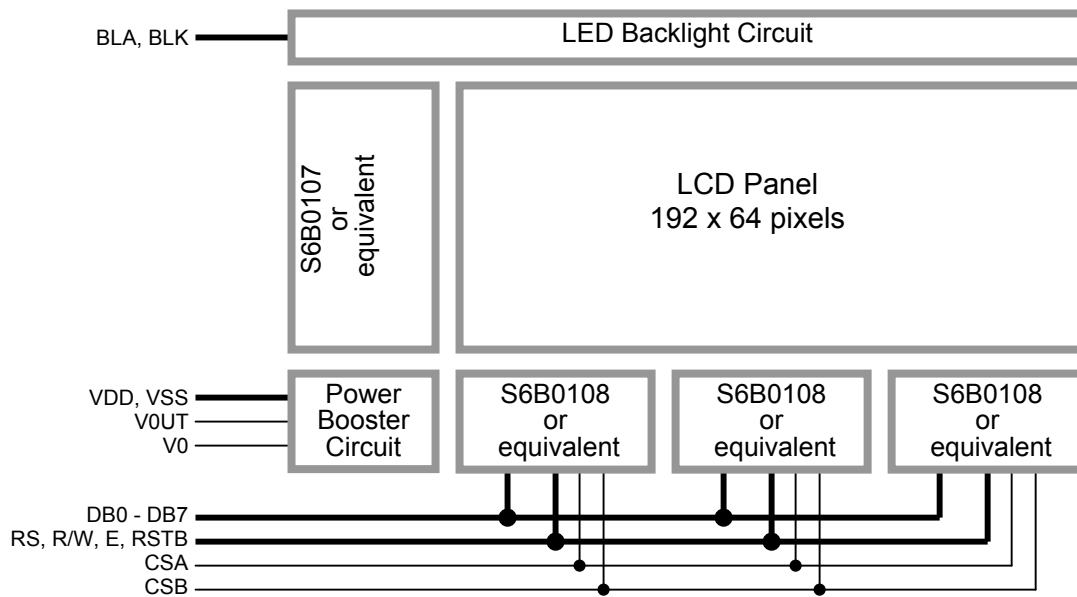 BLA, BLK
LED Backlight Circuit
S6B0107
or
equivalent
LCD Panel
192 x 64 pixels
VDD, VSS
V0UT
V0
Power
Booster
Circuit
S6B0108
or
equivalent
S6B0108
or
equivalent
S6B0108
or
equivalent
DB0 - DB7
RS, R/W, E, RSTB
CSA
CSB